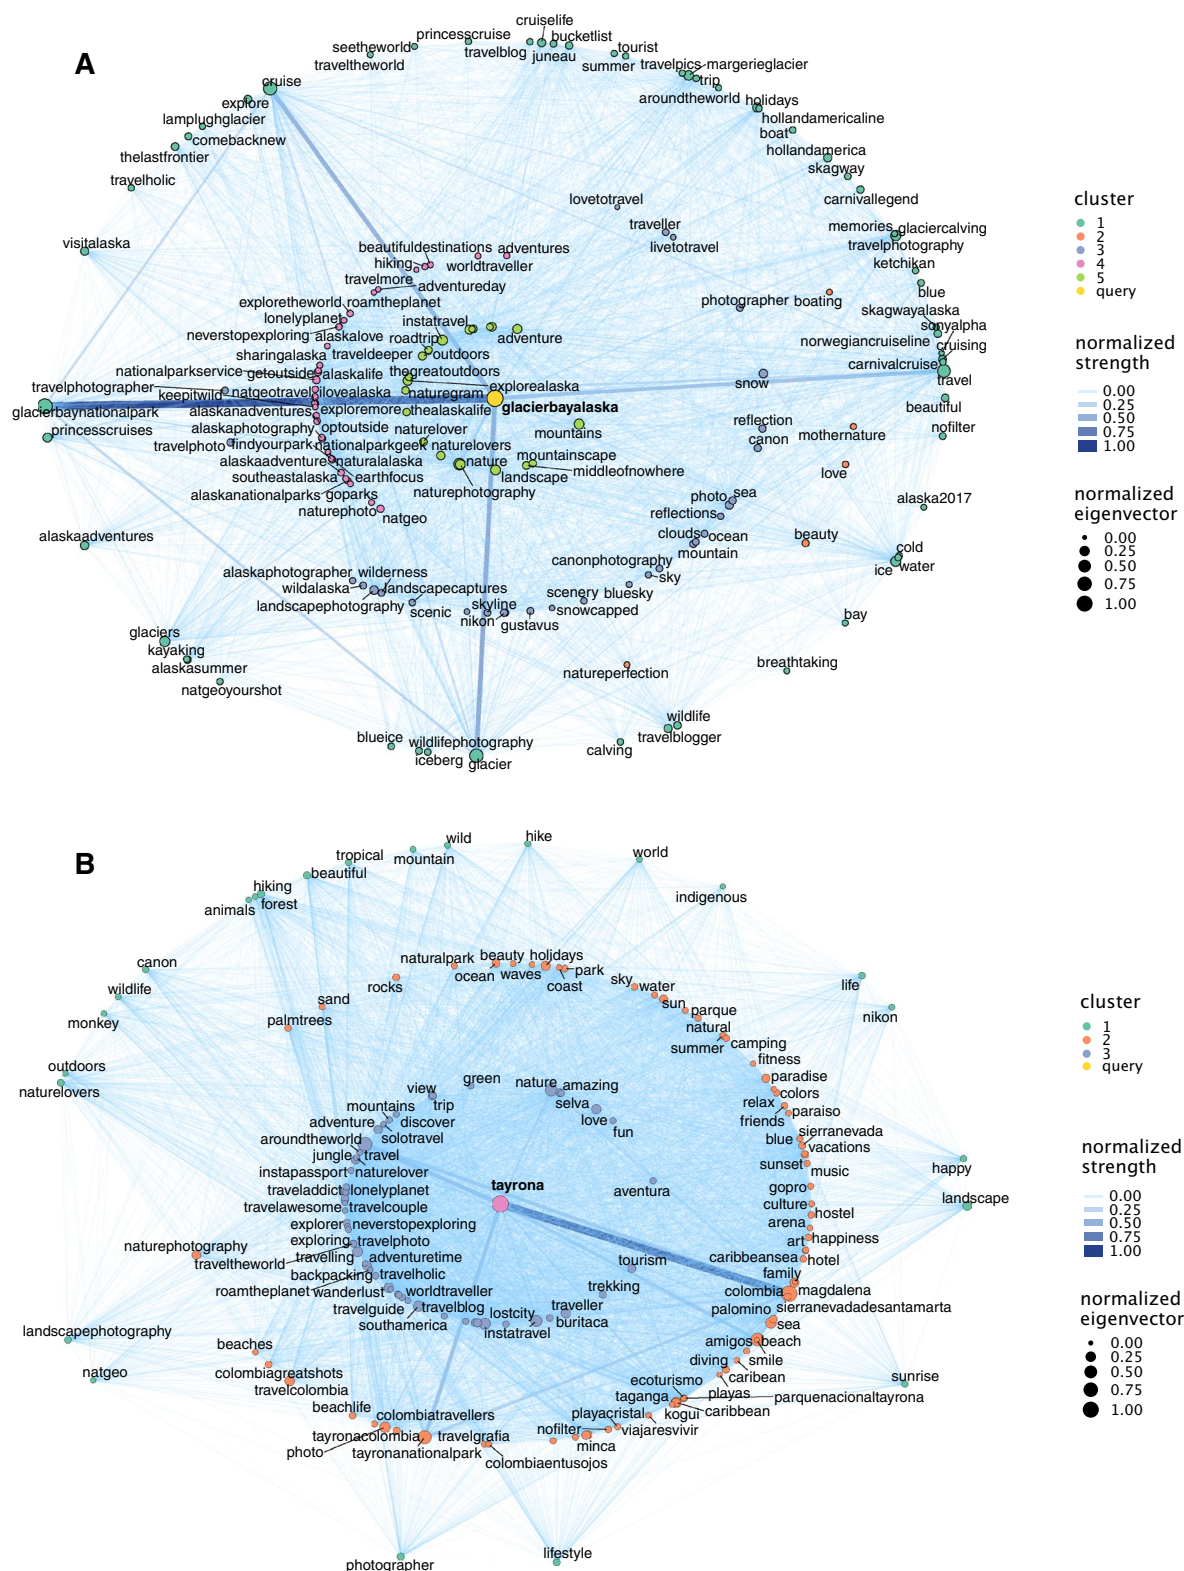 A
cruiselife
princesscruise
bucketlist
seetheworld
travelblog
juneau
tourist
traveltheworld
summer
travelpics
margerieglacier
cruise
trip
explore
aroundtheworld
holidays
lamplughglacier
hollandamericaline
comebacknew
boat
thelastfrontier
hollandamerica
travelholic
skagway
lovetotravel
carnivallegend
traveller
memories
glaciercalving
visitalaska
beautifuldestinations
adventures
livetotravel
travelphotography
hiking
worldtraveller
ketchikan
travelmore
adventureday
blue
exploretheworld
roamtheplanet
photographer
boating
lonelyplanet
instatravel
skagwayalaska
neverstopexploring
alaskalove
roadtrip
adventure
sonyalpha
norwegiancruiseline
cruising
sharingalaska
traveldeeper
outdoors
carnivalcruise
nationalparkservice
getoutside
alaskalife
thegreatoutdoors
snow
travel
travelphotographer
keepitwild
natgeotravel
ilovealaska
naturegram
explorealaska
glacierbaynationalpark
alaskanadventures
exploremore
thealaskalife
glacierbayalaska
beautiful
princesscruises
alaskaphotography
optoutside
naturelover
mountains
reflection
mothernature
nofilter
travelphoto
findyourpark
nationalparkgeek
naturelovers
canon
alaskaadventure
naturalalaska
nature
mountainscape
love
southeastalaska
earthfocus
landscape
middleofnowhere
alaskanationalparks
goparks
naturephotography
photo
sea
alaska2017
naturephoto
natgeo
reflections
alaskaadventures
clouds
ocean
beauty
cold
mountain
ice
water
alaskaphotographer
wilderness
canonphotography
sky
wildalaska
landscapecaptures
scenery
bluesky
landscapephotography
scenic
skyline
snowcapped
nikon
gustavus
bay
glaciers
kayaking
natureperfection
breathtaking
alaskasummer
natgeoyourshot
wildlife
blueice
wildlifephotography
travelblogger
iceberg
glacier
calving
cluster
1
2
3
4
5
query
normalized
strength
0.00
0.25
0.50
0.75
1.00
normalized
eigenvector
0.00
0.25
0.50
0.75
1.00
B
wild
hike
tropical
mountain
world
beautiful
hiking
indigenous
animals
forest
canon
naturalpark
beauty
holidays
ocean
waves
park
life
wildlife
rocks
coast
sky
water
monkey
sand
sun
parque
nikon
palmtrees
natural
summer
camping
outdoors
fitness
naturelovers
view
green
nature
amazing
paradise
colors
mountains
trip
selva
relax
paraiso
adventure
discover
love
friends
aroundtheworld
solotravel
fun
blue
sierranevada
jungle
travel
vacations
instapassport
naturelover
sunset
music
happy
traveladdict
lonelyplanet
tayrona
aventura
gopro
landscape
travelawesome
travelcouple
culture
hostel
explorer
neverstopexploring
arena
naturephotography
exploring
travelphoto
art
happiness
traveltheworld
travelling
adventuretime
tourism
caribbeansea
hotel
backpacking
travelholic
family
roamtheplanet
wanderlust
worldtraveller
trekking
colombia
magdalena
travelguide
travelblog
lostcity
traveller
palomino
sierranevadadesantamarta
landscapephotography
southamerica
instatravel
buritaca
sea
beaches
amigos
beach
natgeo
colombiagreatshots
diving
smile
travelcolombia
ecoturismo
caribean
sunrise
beachlife
taganga
playas
parquenacionaltayrona
colombiatravellers
playacristal
kogui
caribbean
tayronacolombia
travelgrafia
nofilter
viajaresvivir
photo
tayronanationalpark
minca
colombiaentusojos
photographer
lifestyle
cluster
1
2
3
query
normalized
strength
0.00
0.25
0.50
0.75
1.00
normalized
eigenvector
0.00
0.25
0.50
0.75
1.00